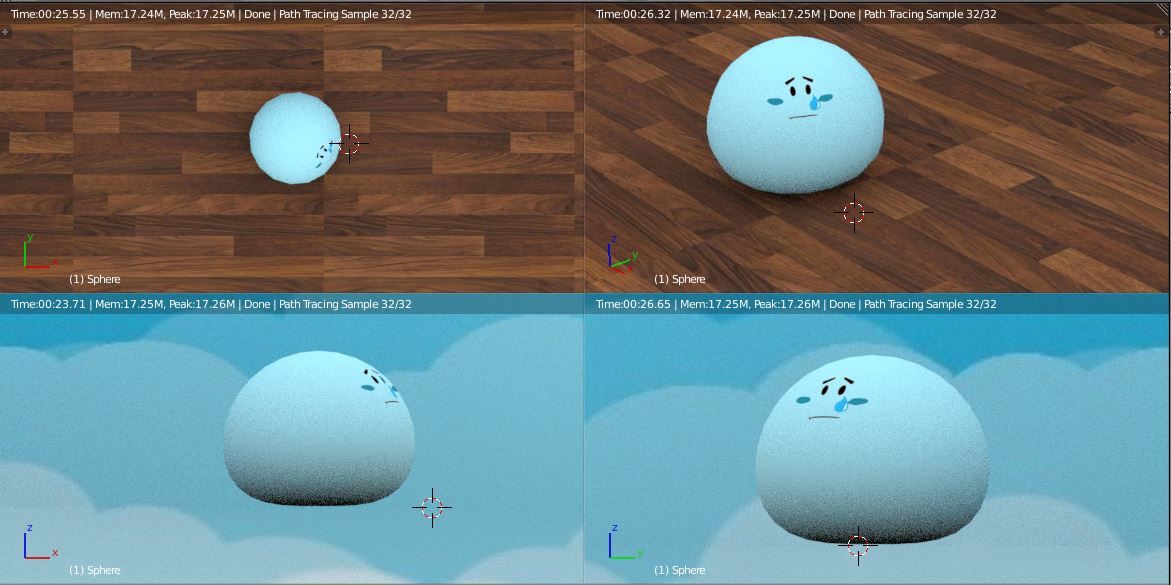 Time:00:25.55 | Mem:17.24M, Peak:17.25M | Done | Path Tracing Sample 32/32
y
x
(1) Sphere
Time:00:26.32 | Mem:17.24M, Peak:17.25M | Done | Path Tracing Sample 32/32
z
y
x
(1) Sphere
Time:00:23.71 | Mem:17.25M, Peak:17.26M | Done | Path Tracing Sample 32/32
z
x
(1) Sphere
Time:00:26.65 | Mem:17.25M, Peak:17.26M | Done | Path Tracing Sample 32/32
z
y
(1) Sphere